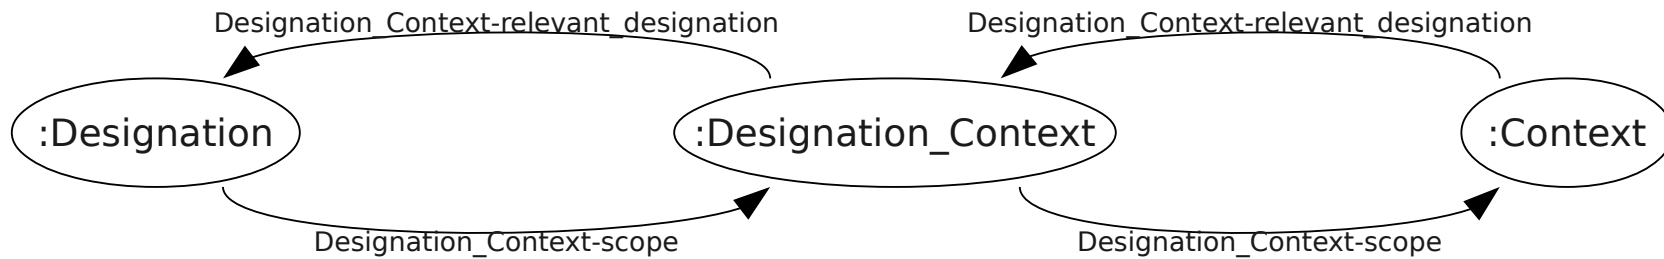 Designation_Context-relevant_designation
Designation_Context-relevant_designation
:Designation
:Designation_Context
:Context
Designation_Context-scope
Designation_Context-scope